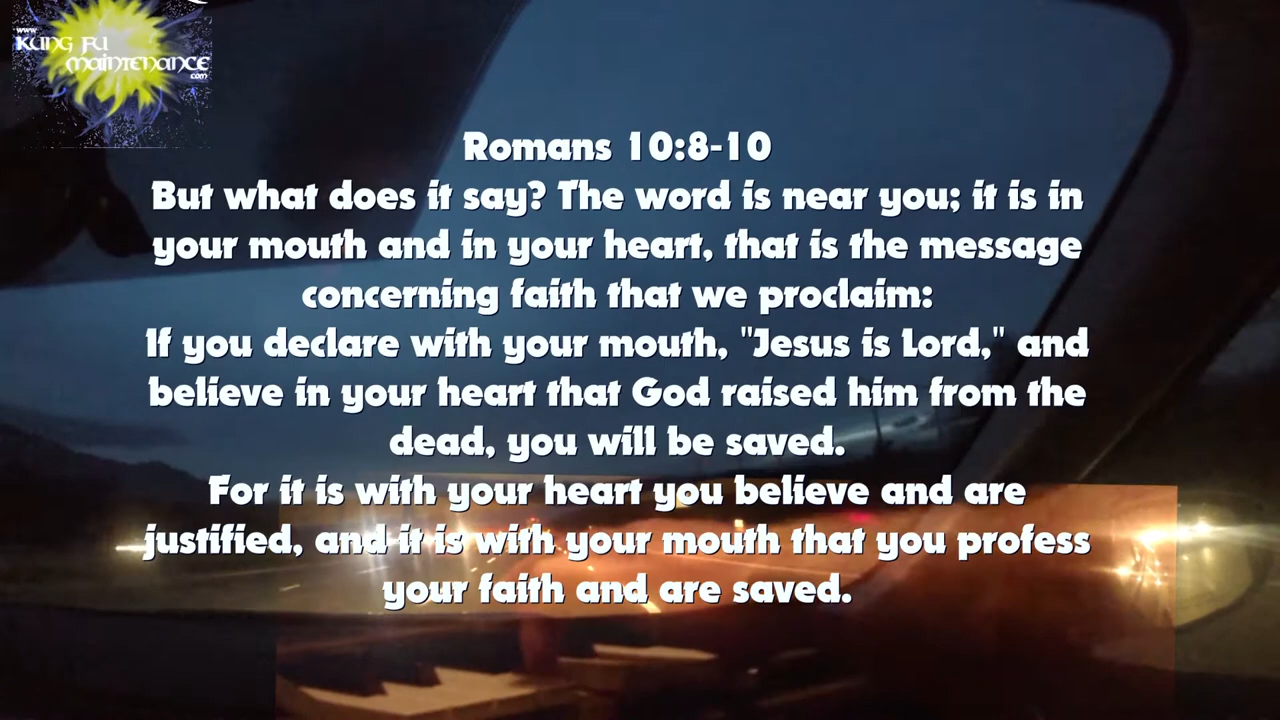 www.
Kung Fu
Maintenance
.com
Romans 10:8-10
But what does it say? The word is near you; it is in
your mouth and in your heart, that is the message
concerning faith that we proclaim:
If you declare with your mouth, "Jesus is Lord," and
believe in your heart that God raised him from the
dead, you will be saved.
For it is with your heart you believe and are
justified, and it is with your mouth that you profess
your faith and are saved.